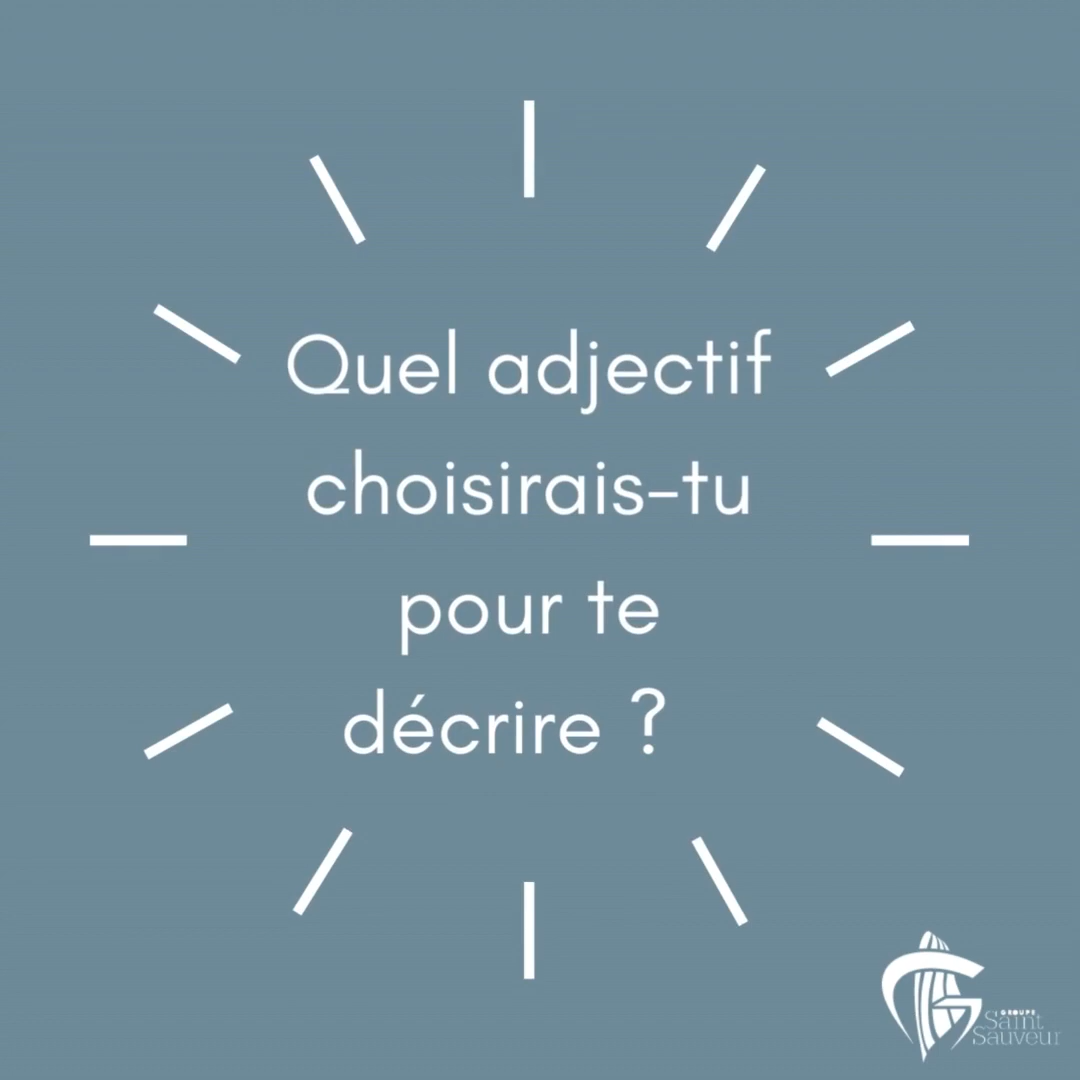 Quel adjectif
choisirais-tu
pour te
décrire ?
GROUPE
Saint
Sauveur